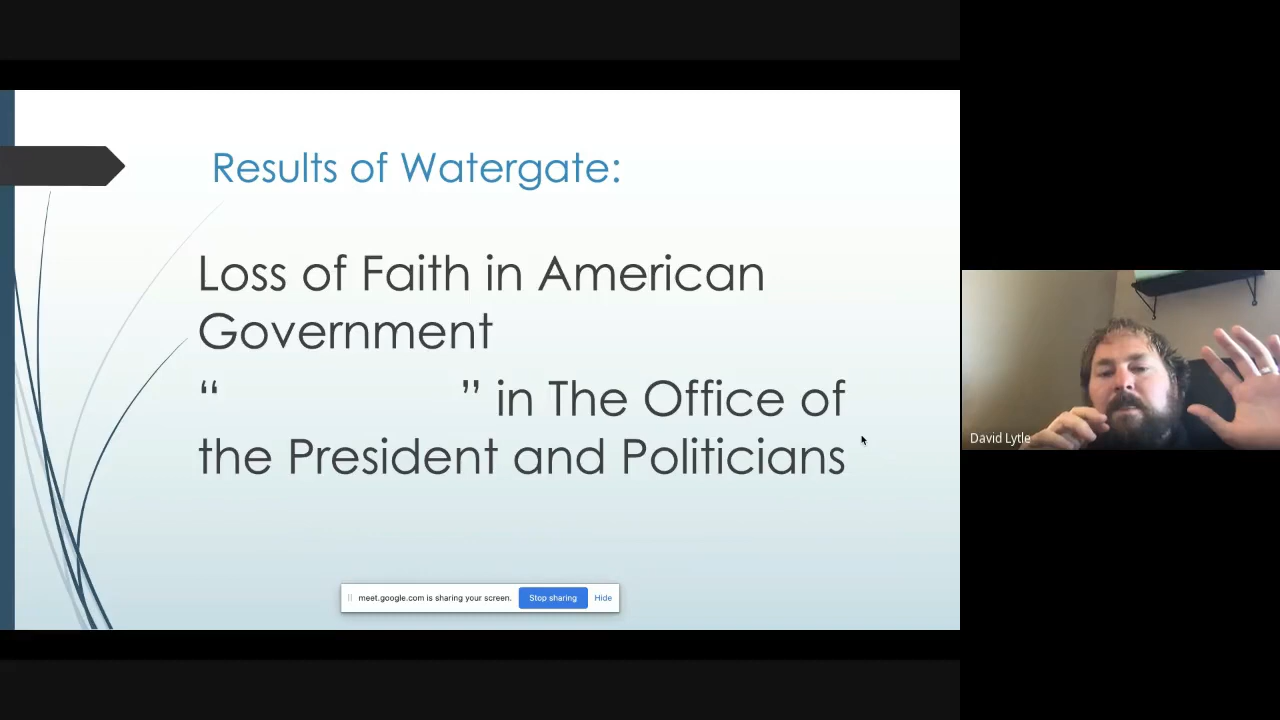 Results of Watergate:
Loss of Faith in American
Government
“ ” in The Office of
the President and Politicians
meet.google.com is sharing your screen. Stop sharing Hide
David Lytle